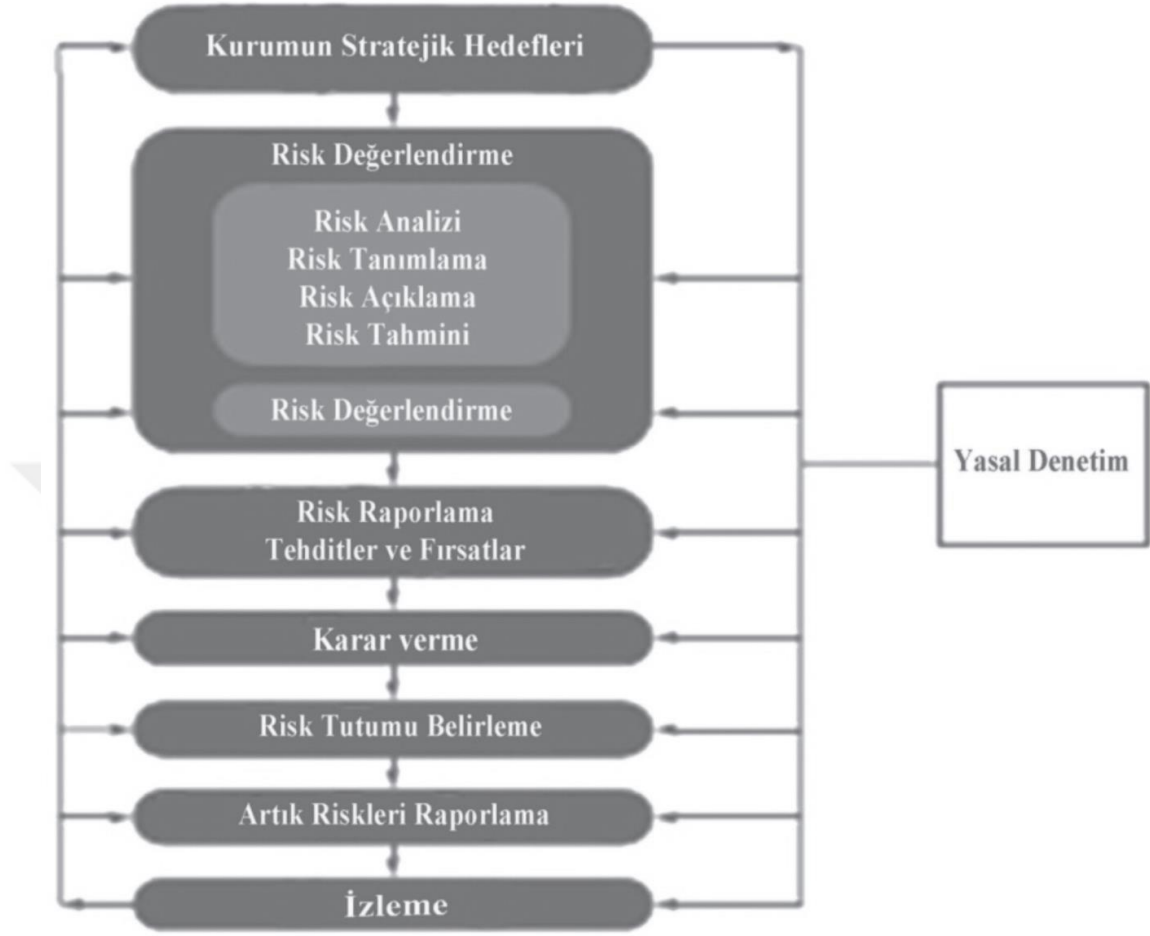 Kurumun Stratejik Hedefleri
Risk Değerlendirme
Risk Analizi
Risk Tanımlama
Risk Açıklama
Risk Tahmini
Risk Değerlendirme
Risk Raporlama
Tehditler ve Fırsatlar
Karar verme
Risk Tutumu Belirleme
Artık Riskleri Raporlama
İzleme
Yasal Denetim